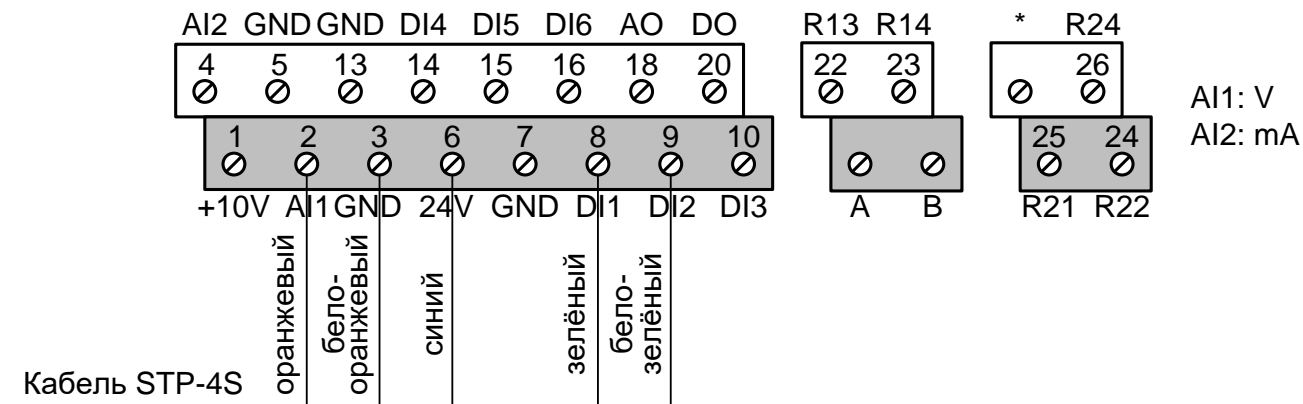 AI2 GND GND DI4 DI5 DI6 AO DO R13 R14 * R24
4 5 13 14 15 16 18 20 22 23 26
AI1: V
AI2: mA
1 2 3 6 7 8 9 10 25 24
+10V AI1 GND 24V GND DI1 DI2 DI3 A B R21 R22
оранжевый
бело-
оранжевый
синий
зелёный
бело-
зелёный
Кабель STP-4S